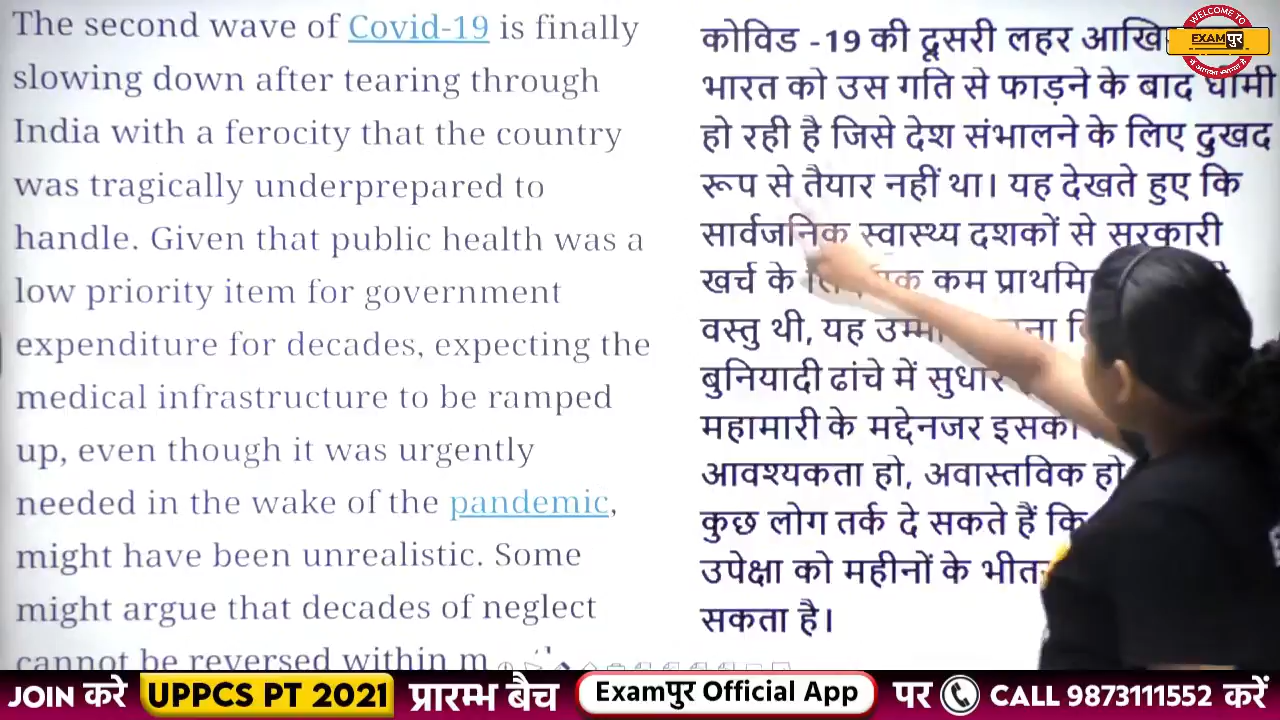 The second wave of Covid-19 is finally
slowing down after tearing through
India with a ferocity that the country
was tragically underprepared to
handle. Given that public health was a
low priority item for government
expenditure for decades, expecting the
medical infrastructure to be ramped
up, even though it was urgently
needed in the wake of the pandemic,
might have been unrealistic. Some
might argue that decades of neglect
cannot be reversed within
कोविड -19 की दूसरी लहर
भारत को उस गति से फाड़ने के बाद धीमी
हो रही है जिसे देश संभालने के लिए दुखद
रूप से तैयार नहीं था। यह देखते हुए कि
सार्वजनिक स्वास्थ्य दशकों से सरकारी
खर्च के कम
वस्तु थी, यह
बुनियादी ढांचे में सुधार
महामारी के मद्देनजर इसकी
आवश्यकता हो, अवास्तविक हो
कुछ लोग तर्क दे सकते हैं कि
उपेक्षा को महीनों के भीतर
सकता है।
WELCOME TO
EXAMपुर
JOIN करे UPPCS PT 2021 प्रारम्भ बैच ExamPUR Official App पर CALL 9873111552 करें